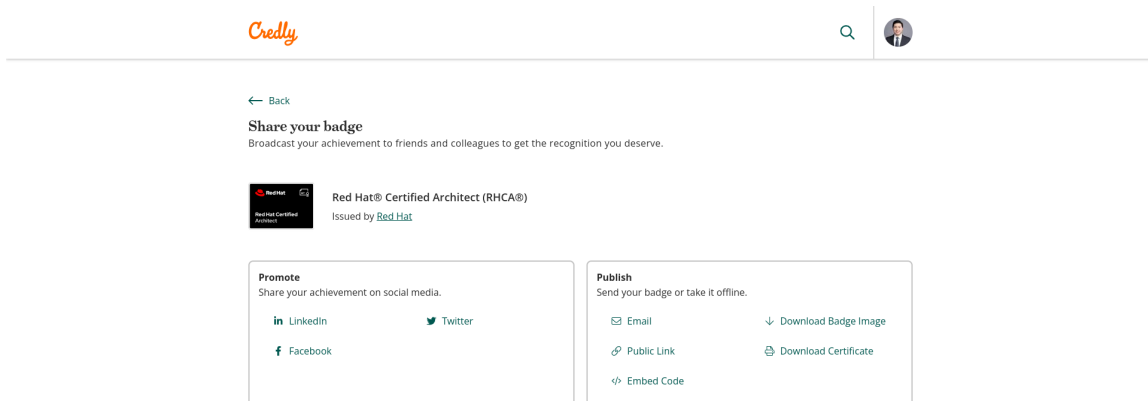 Credly
Back
Share your badge
Broadcast your achievement to friends and colleagues to get the recognition you deserve.
Red Hat
Red Hat Certified
Architect
Red Hat® Certified Architect (RHCA®)
Issued by Red Hat
Promote
Share your achievement on social media.
in LinkedIn
Twitter
Facebook
Publish
Send your badge or take it offline.
Email
Download Badge Image
Public Link
Download Certificate
</> Embed Code